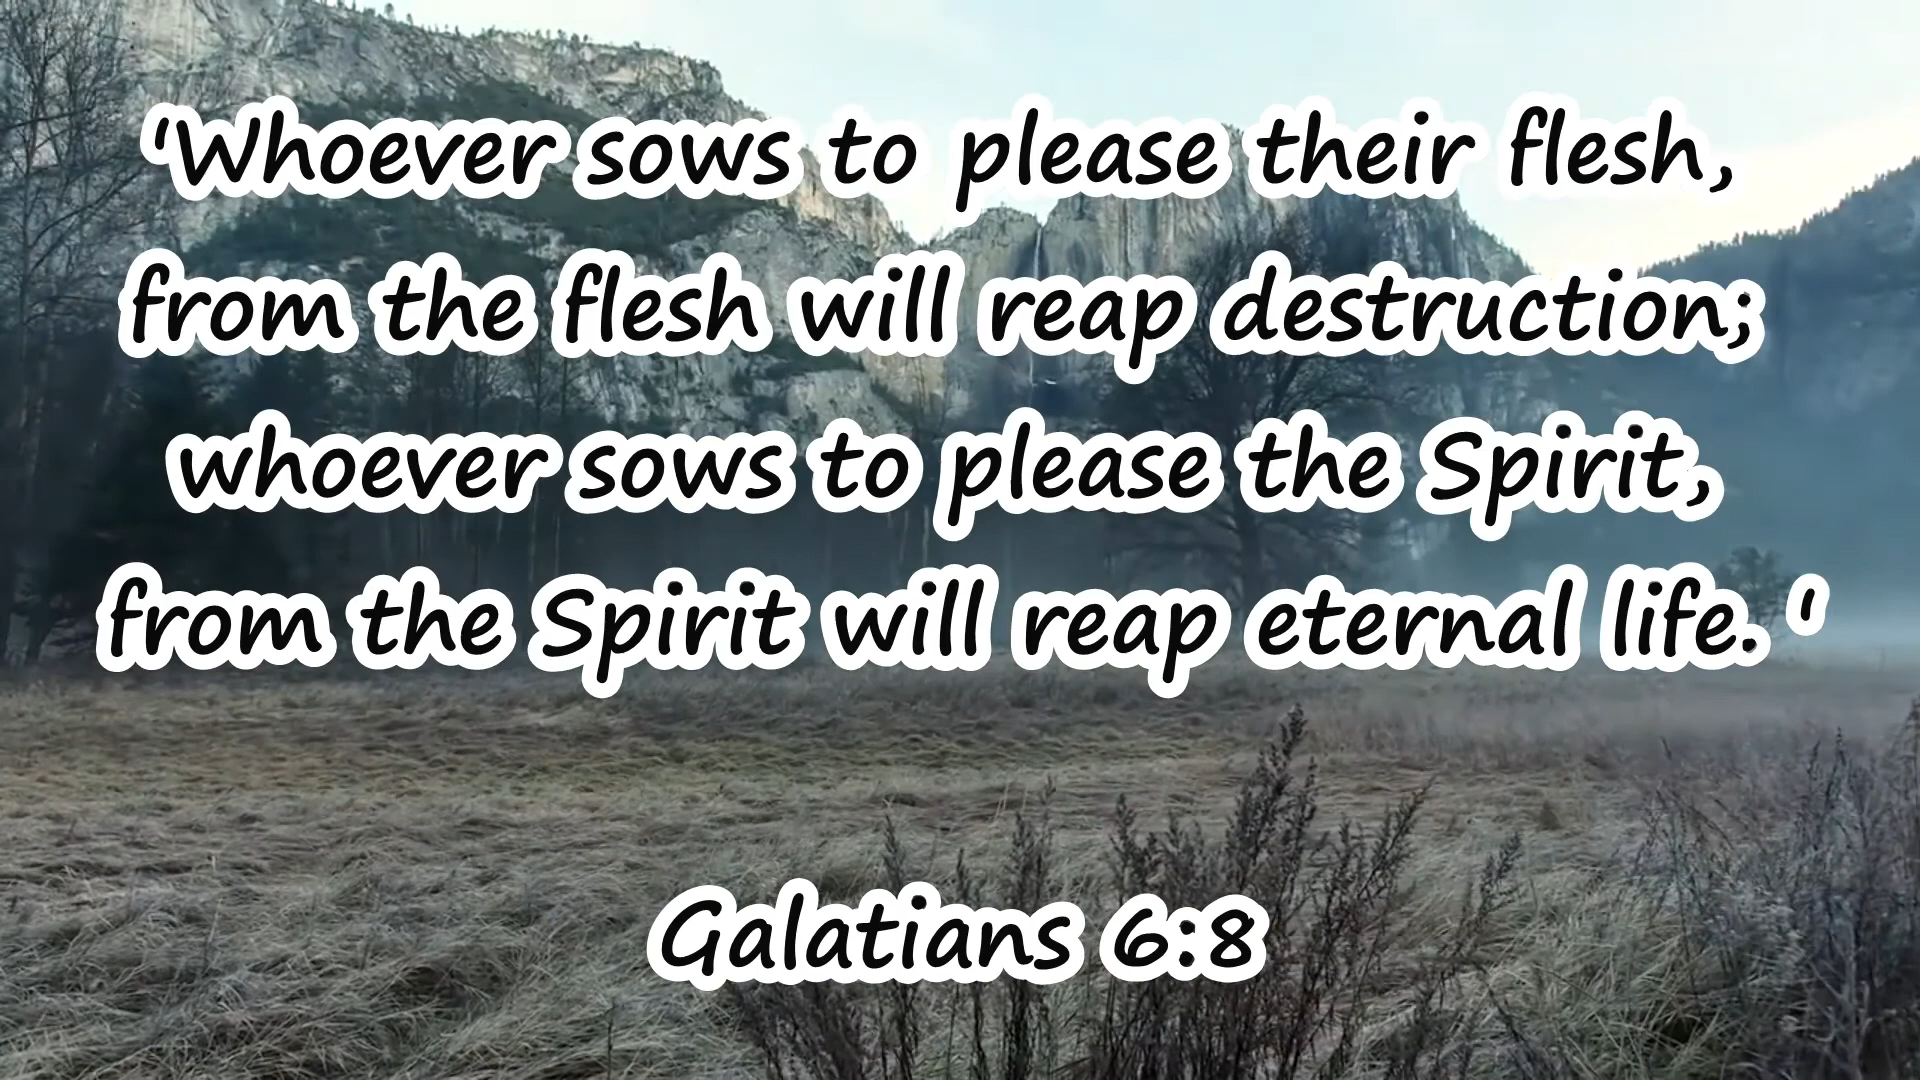 ‘Whoever sows to please their flesh,
from the flesh will reap destruction;
whoever sows to please the Spirit,
from the Spirit will reap eternal life. ‘
Galatians 6:8